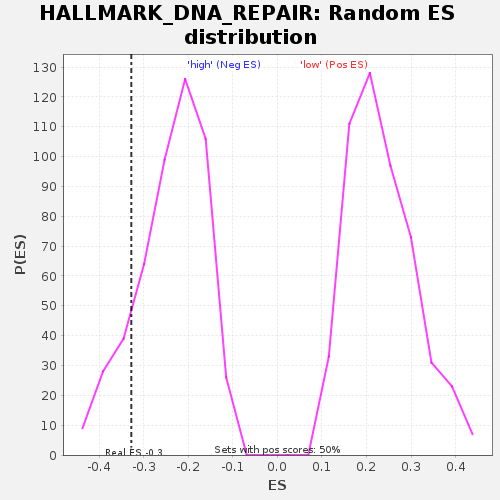 HALLMARK_DNA_REPAIR: Random ES
distribution
'high' (Neg ES)
'low' (Pos ES)
130
120
110
100
90
80
70
60
50
40
30
20
10
0
P(ES)
Real ES -0.3
Sets with pos scores: 50%
-0.4
-0.3
-0.2
-0.1
0.0
0.1
0.2
0.3
0.4
ES